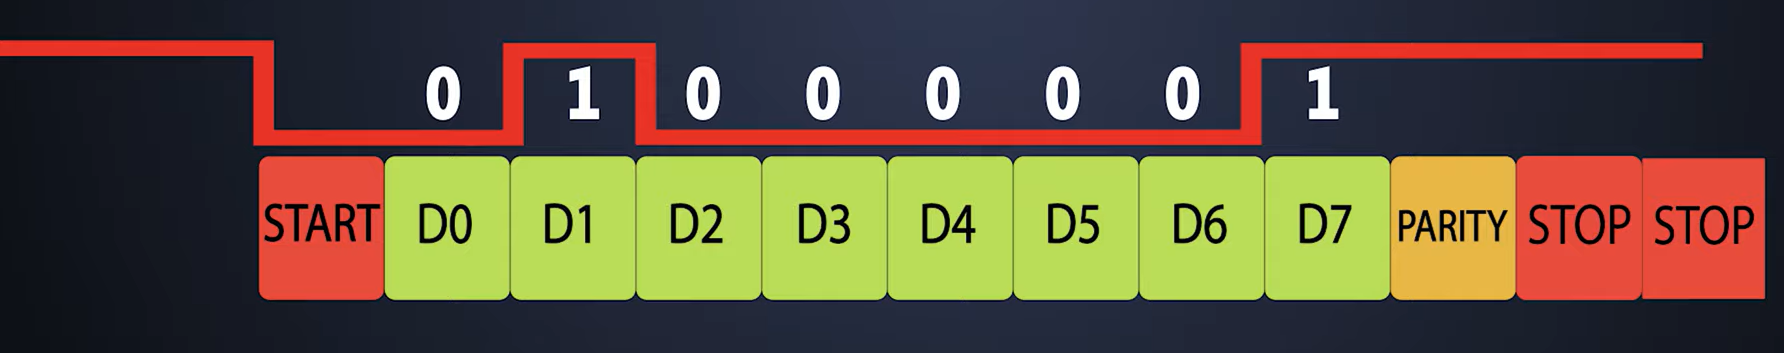 0 1 0 0 0 0 0 1
START D0 D1 D2 D3 D4 D5 D6 D7 PARITY STOP STOP